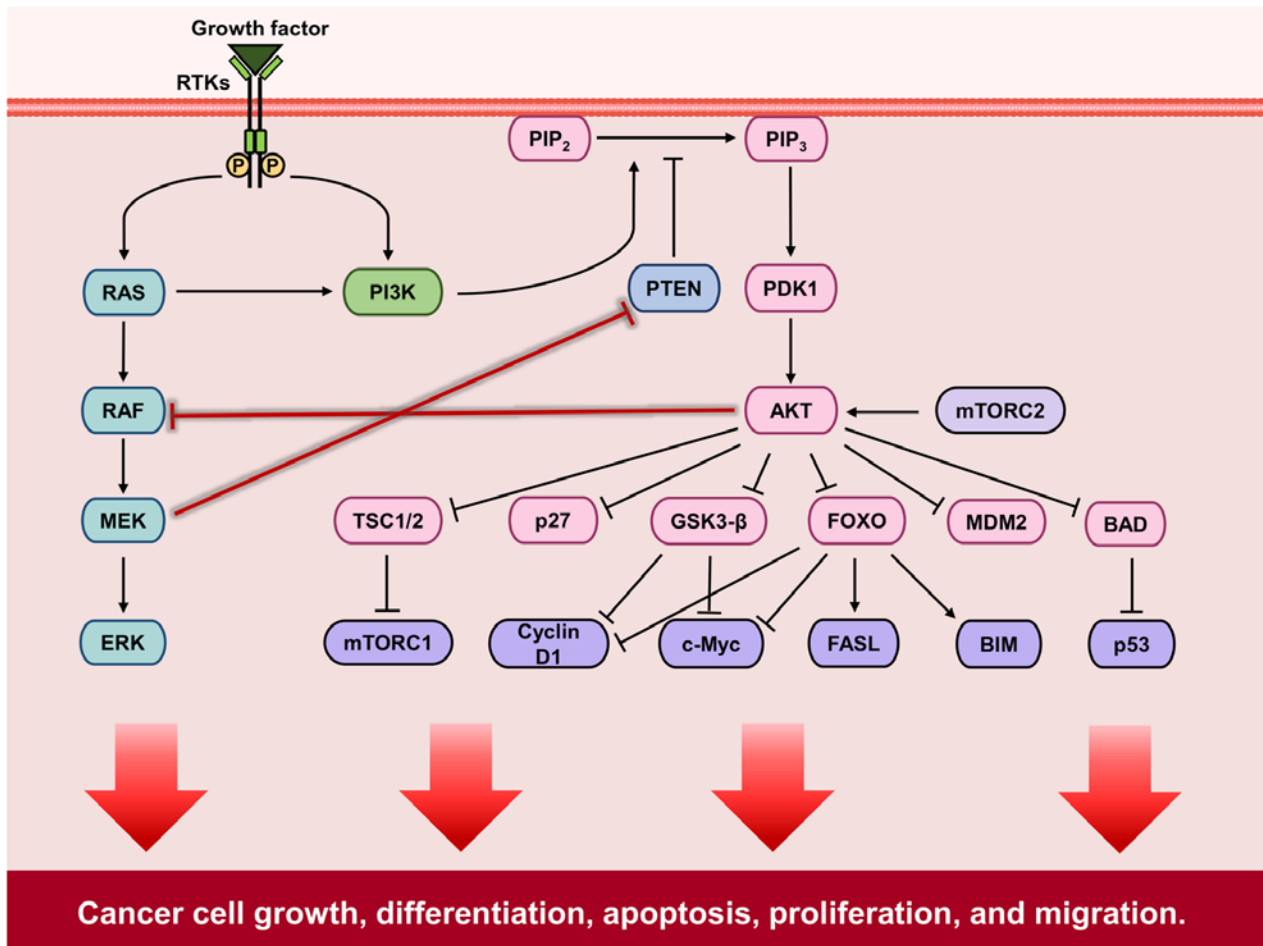 Growth factor
RTKs
P P
PIP2 PIP3
RAS PI3K PTEN PDK1
RAF AKT mTORC2
MEK TSC1/2 p27 GSK3-β FOXO MDM2 BAD
ERK mTORC1 Cyclin D1 c-Myc FASL BIM p53
Cancer cell growth, differentiation, apoptosis, proliferation, and migration.